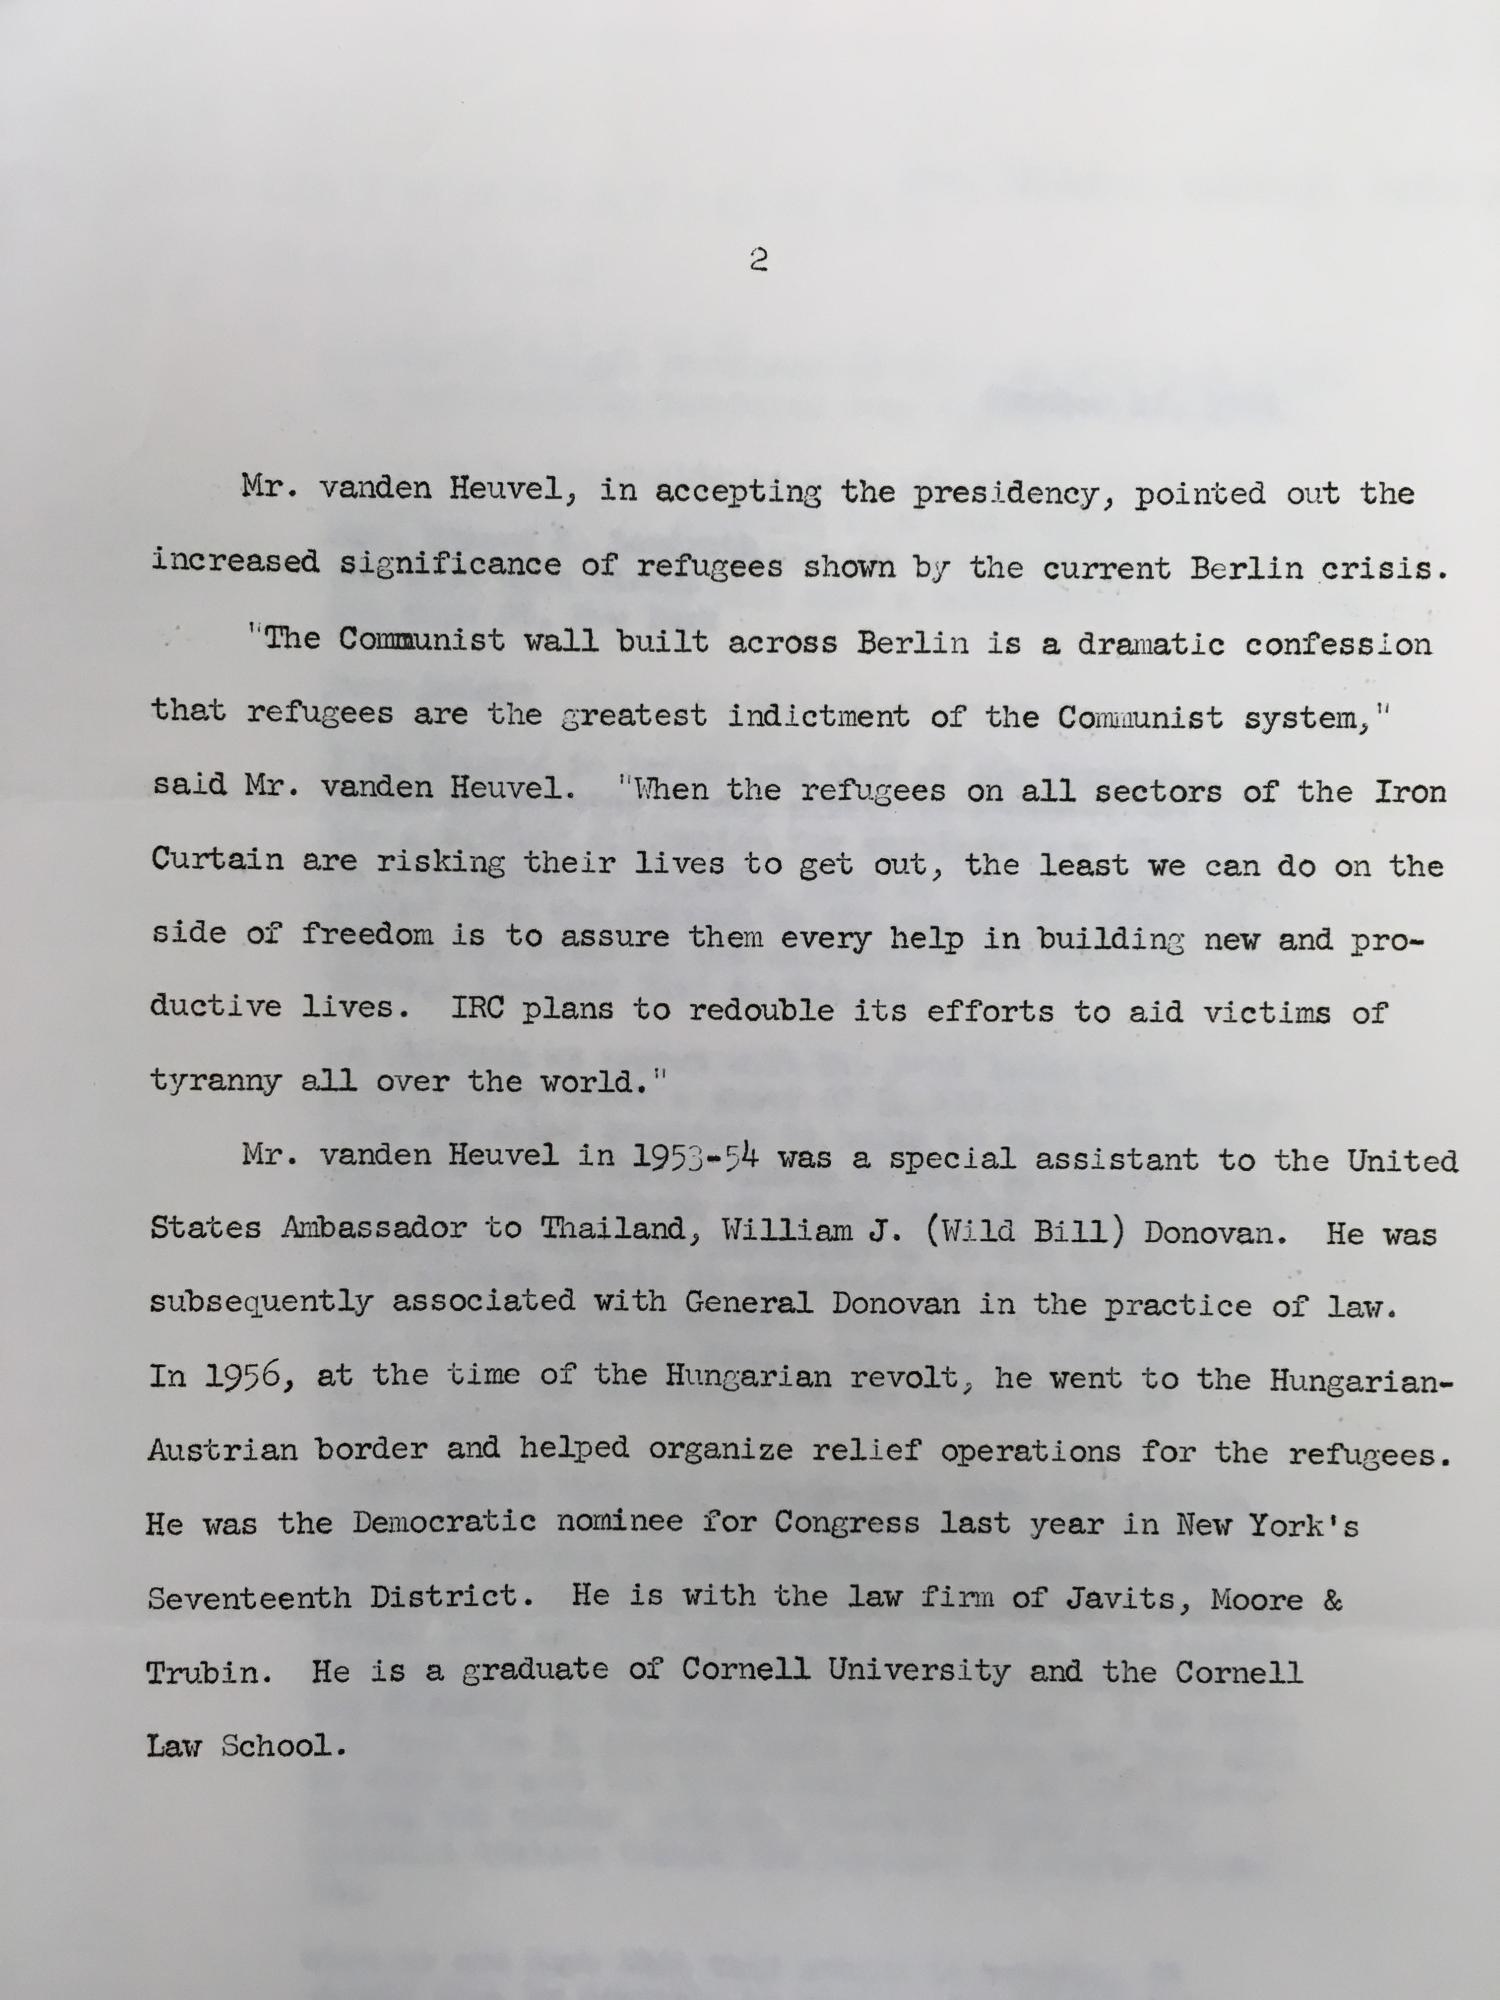 2
Mr. vanden Heuvel, in accepting the presidency, pointed out the
increased significance of refugees shown by the current Berlin crisis.
"The Communist wall built across Berlin is a dramatic confession
that refugees are the greatest indictment of the Communist system,"
said Mr. vanden Heuvel. "When the refugees on all sectors of the Iron
Curtain are risking their lives to get out, the least we can do on the
side of freedom is to assure them every help in building new and pro-
ductive lives. IRC plans to redouble its efforts to aid victims of
tyranny all over the world."
Mr. vanden Heuvel in 1953-54 was a special assistant to the United
States Ambassador to Thailand, William J. (Wild Bill) Donovan. He was
subsequently associated with General Donovan in the practice of law.
In 1956, at the time of the Hungarian revolt, he went to the Hungarian-
Austrian border and helped organize relief operations for the refugees.
He was the Democratic nominee for Congress last year in New York's
Seventeenth District. He is with the law firm of Javits, Moore &
Trubin. He is a graduate of Cornell University and the Cornell
Law School.